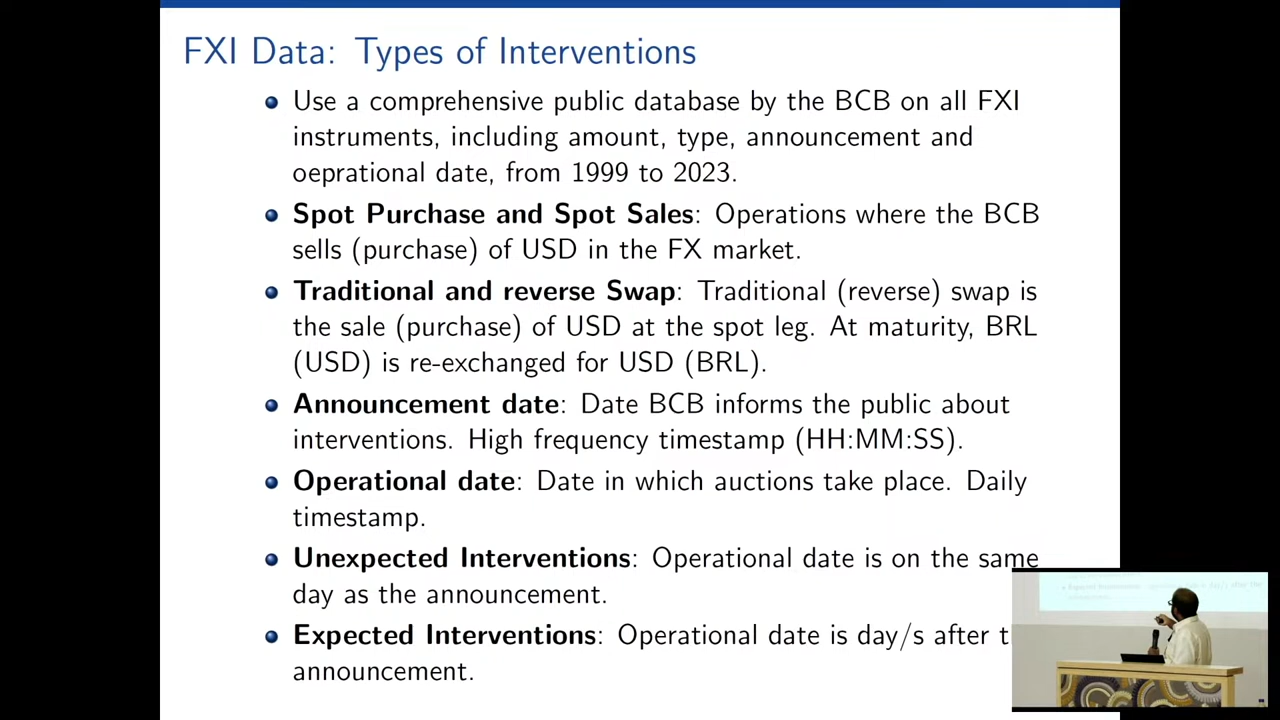 FXI Data: Types of Interventions
Use a comprehensive public database by the BCB on all FXI
instruments, including amount, type, announcement and
oeprational date, from 1999 to 2023.
Spot Purchase and Spot Sales: Operations where the BCB
sells (purchase) of USD in the FX market.
Traditional and reverse Swap: Traditional (reverse) swap is
the sale (purchase) of USD at the spot leg. At maturity, BRL
(USD) is re-exchanged for USD (BRL).
Announcement date: Date BCB informs the public about
interventions. High frequency timestamp (HH:MM:SS).
Operational date: Date in which auctions take place. Daily
timestamp.
Unexpected Interventions: Operational date is on the same
day as the announcement.
Expected Interventions: Operational date is day/s after
announcement.